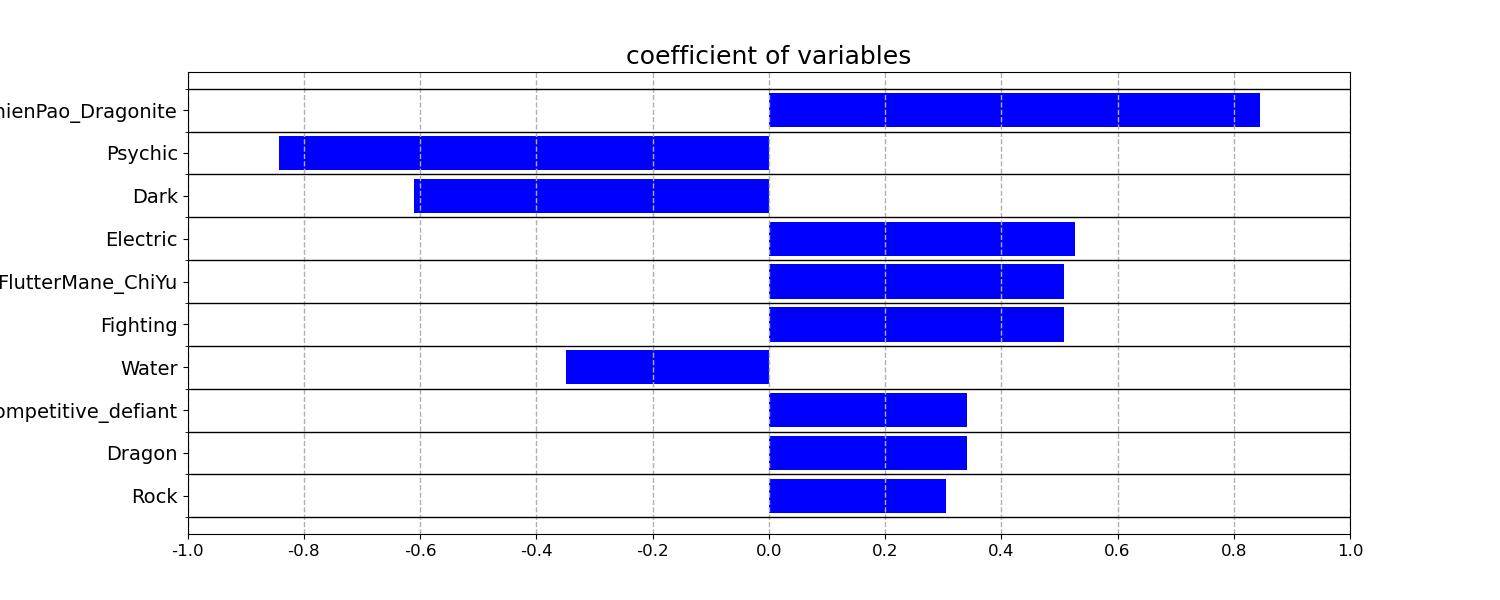 coefficient of variables
hienPao_Dragonite
Psychic
Dark
Electric
FlutterMane_ChiYu
Fighting
Water
ompetitive_defiant
Dragon
Rock
-1.0 -0.8 -0.6 -0.4 -0.2 0.0 0.2 0.4 0.6 0.8 1.0